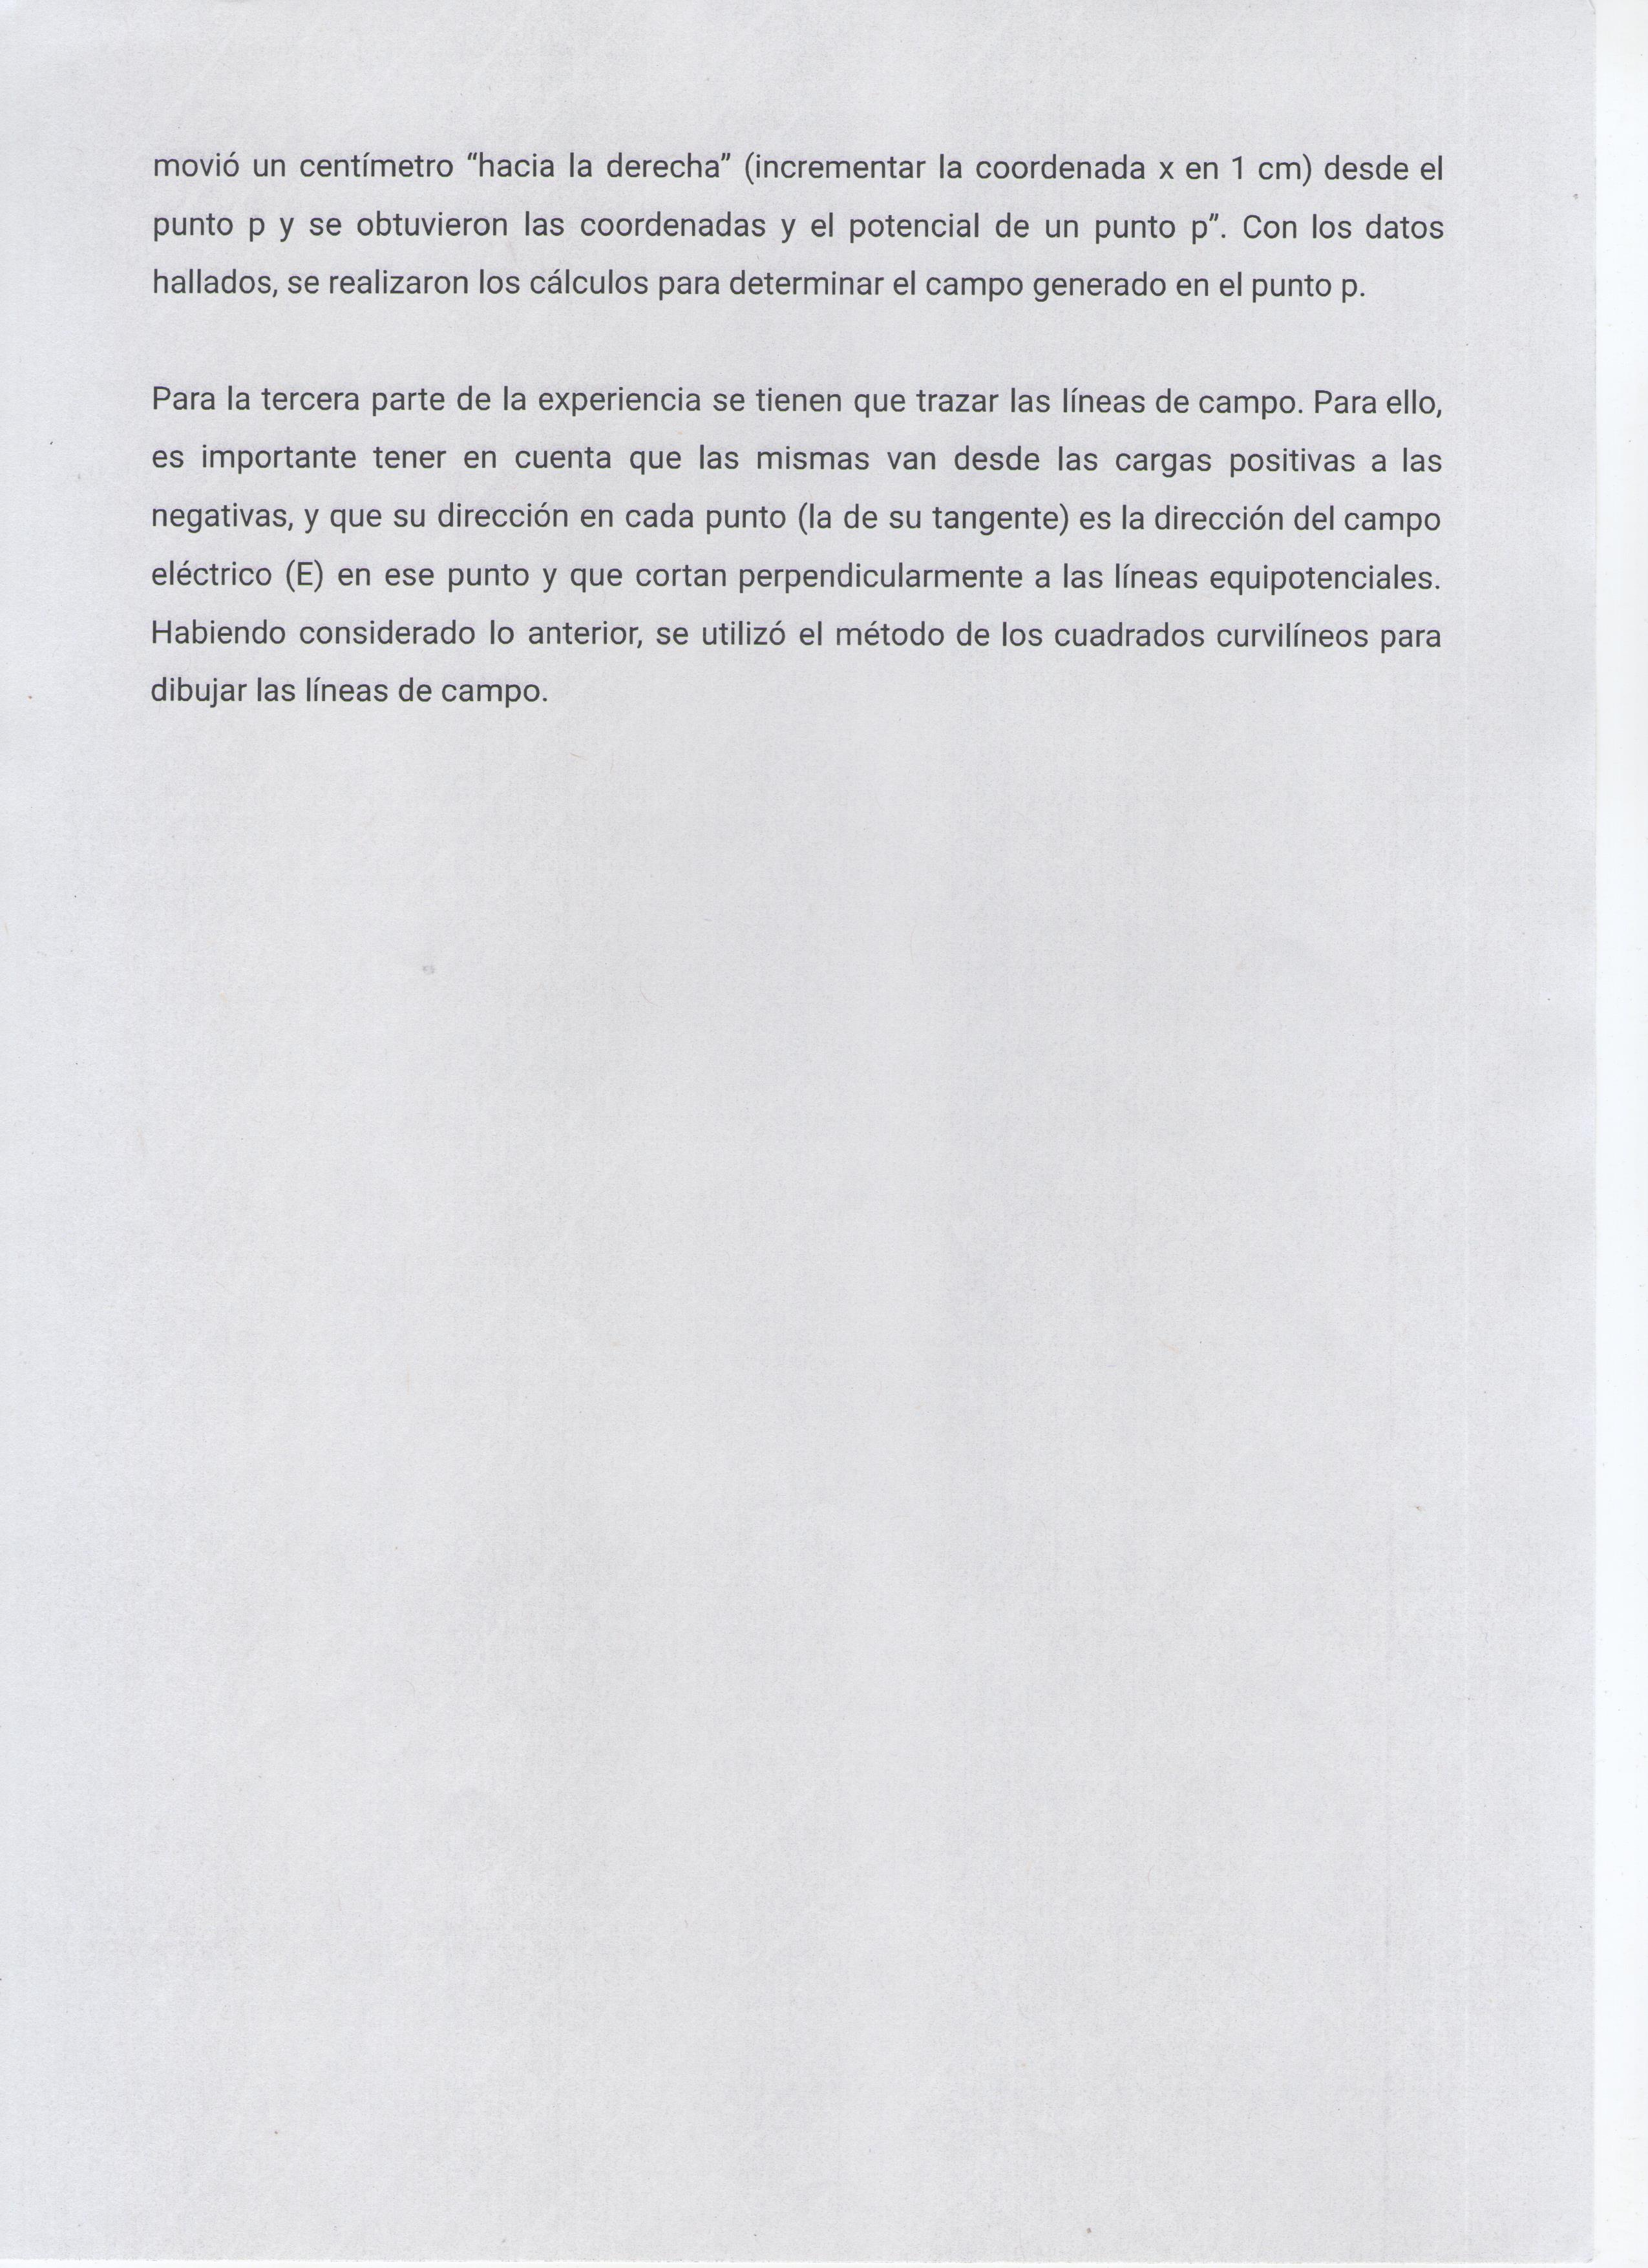 movió un centímetro “hacia la derecha” (incrementar la coordenada x en 1 cm) desde el
punto p y se obtuvieron las coordenadas y el potencial de un punto p”. Con los datos
hallados, se realizaron los cálculos para determinar el campo generado en el punto p.
Para la tercera parte de la experiencia se tienen que trazar las líneas de campo. Para ello,
es importante tener en cuenta que las mismas van desde las cargas positivas a las
negativas, y que su dirección en cada punto (la de su tangente) es la dirección del campo
eléctrico (E) en ese punto y que cortan perpendicularmente a las líneas equipotenciales.
Habiendo considerado lo anterior, se utilizó el método de los cuadrados curvilíneos para
dibujar las líneas de campo.